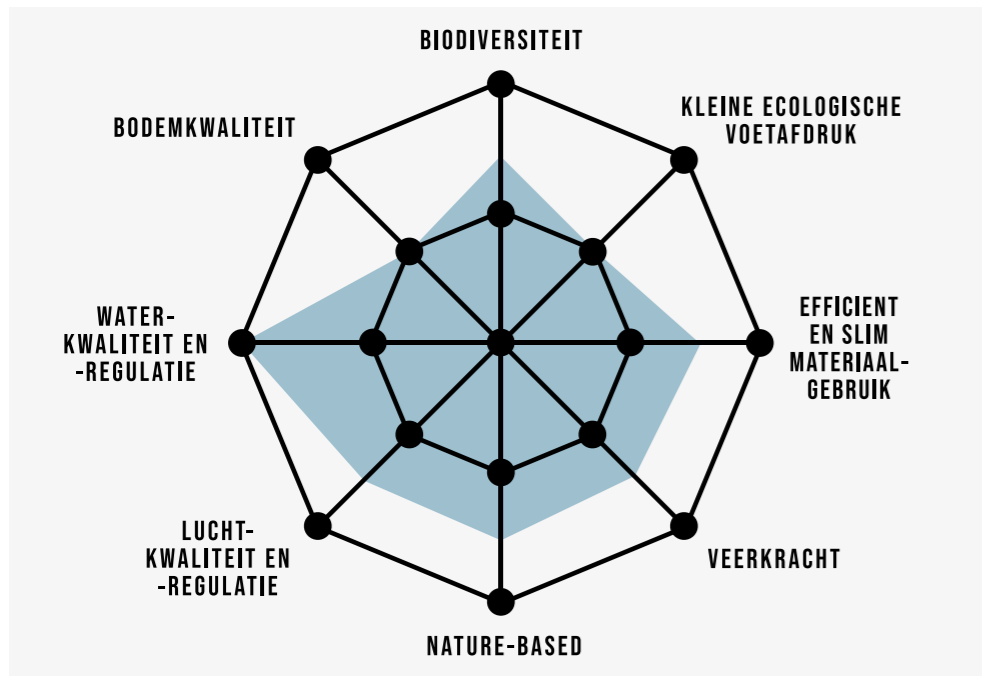 BIODIVERSITEIT
KLEINE ECOLOGISCHE
VOETAFDRUK
BODEMKWALITEIT
EFFICIENT
EN SLIM
MATERIAAL-
GEBRUIK
WATER-
KWALITEIT EN
-REGULATIE
LUCHT-
KWALITEIT EN
-REGULATIE
VEERKRACHT
NATURE-BASED